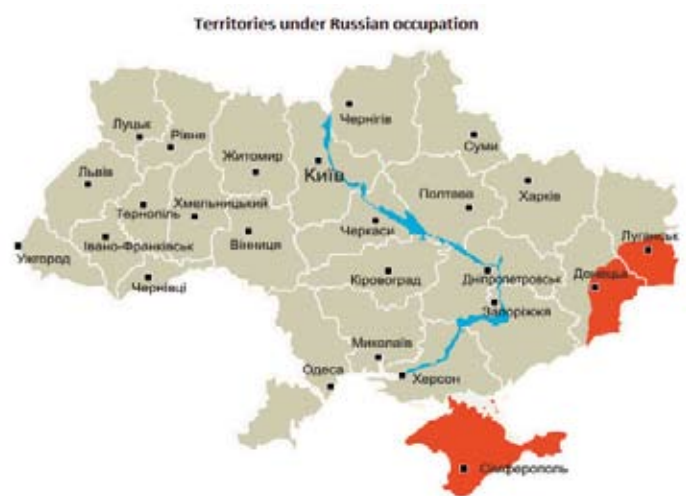 Territories under Russian occupation
Чернігів
Луцьк
Рівне
Суми
Житомир
Київ
Львів
Хмельницький
Полтава
Харків
Тернопіль
Черкаси
Луганськ
Івано-Франківськ
Вінниця
Ужгород
Чернівці
Кіровоград
Дніпропетровськ
Донецьк
Запоріжжя
Миколаїв
Одеса
Херсон
Сімферополь